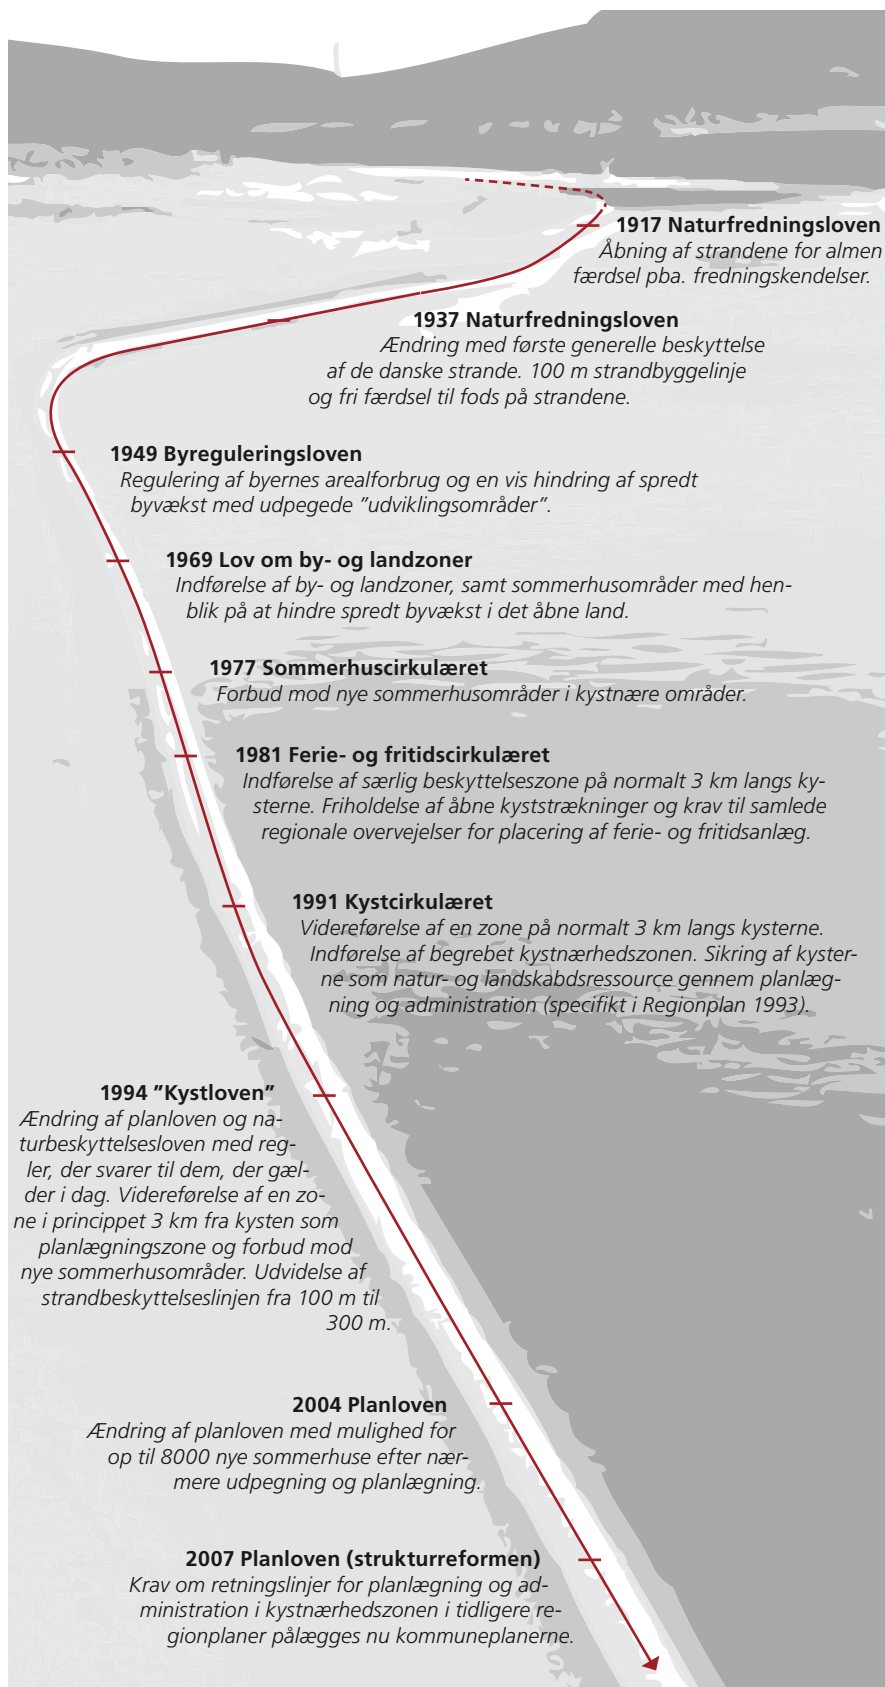 1917 Naturfredningsloven
Åbning af strandene for almen
færdsel pba. fredningskendelser.
1937 Naturfredningsloven
Ændring med første generelle beskyttelse
af de danske strande. 100 m strandbyggelinje
og fri færdsel til fods på strandene.
1949 Byreguleringsloven
Regulering af byernes arealforbrug og en vis hindring af spredt
byvækst med udpegede ”udviklingsområder”.
1969 Lov om by- og landzoner
Indførelse af by- og landzoner, samt sommerhusområder med hen-
blik på at hindre spredt byvækst i det åbne land.
1977 Sommerhuscirkulæret
Forbud mod nye sommerhusområder i kystnære områder.
1981 Ferie- og fritidscirkulæret
Indførelse af særlig beskyttelseszone på normalt 3 km langs ky-
sterne. Friholdelse af åbne kyststrækninger og krav til samlede
regionale overvejelser for placering af ferie- og fritidsanlæg.
1991 Kystcirkulæret
Videreførelse af en zone på normalt 3 km langs kysterne.
Indførelse af begrebet kystnærhedszonen. Sikring af kyster-
ne som natur- og landskabdsressource gennem planlæg-
ning og administration (specifikt i Regionplan 1993).
1994 ”Kystloven”
Ændring af planloven og na-
turbeskyttelsesloven med reg-
ler, der svarer til dem, der gæl-
der i dag. Videreførelse af en zo-
ne i princippet 3 km fra kysten som
planlægningszone og forbud mod
nye sommerhusområder. Udvidelse af
strandbeskyttelseslinjen fra 100 m til
300 m.
2004 Planloven
Ændring af planloven med mulighed for
op til 8000 nye sommerhuse efter nær-
mere udpegning og planlægning.
2007 Planloven (strukturreformen)
Krav om retningslinjer for planlægning og ad-
ministration i kystnærhedszonen i tidligere re-
gionplaner pålægges nu kommuneplanerne.